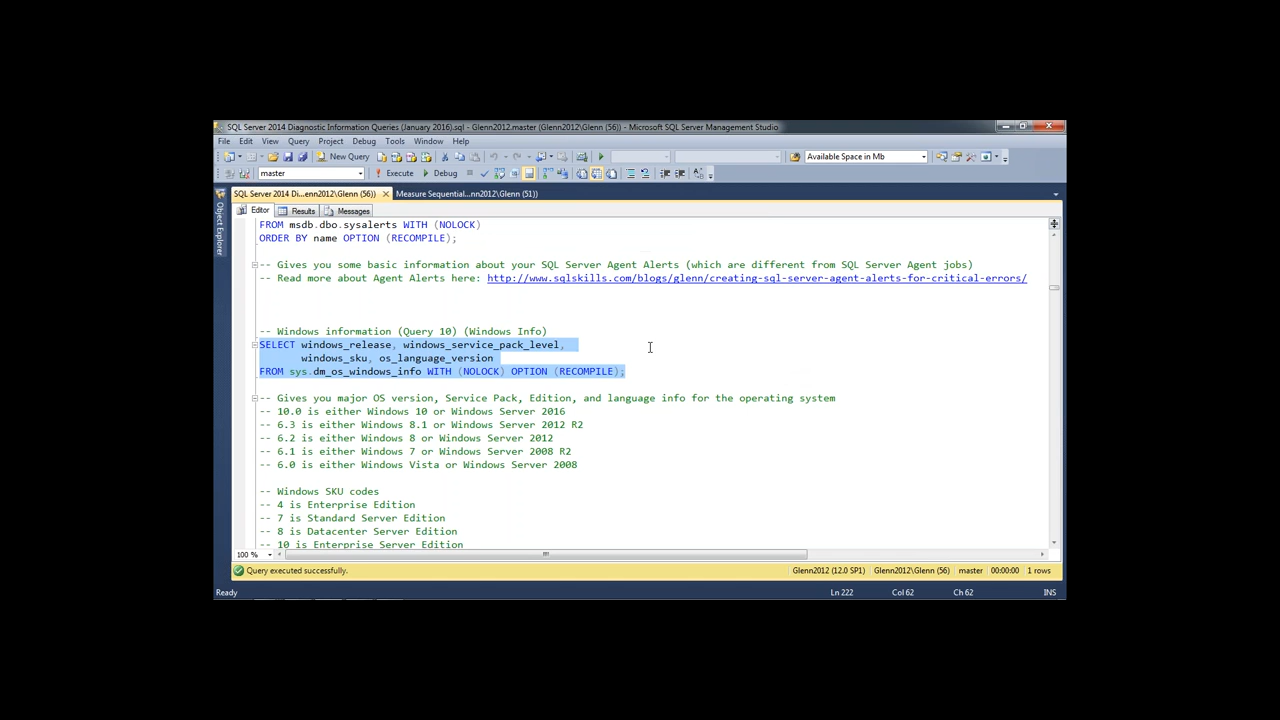 SQL Server 2014 Diagnostic Information Queries (January 2016).sql - Glenn2012.master (Glenn2012\Glenn (56)) - Microsoft SQL Server Management Studio
File Edit View Query Project Debug Tools Window Help
New Query Available Space in Mb
master Execute Debug
SQL Server 2014 Di...enn2012\Glenn (56)) Measure Sequential...nn2012\Glenn (51))
Object Explorer
Editor Results Messages
FROM msdb.dbo.sysalerts WITH (NOLOCK)
ORDER BY name OPTION (RECOMPILE);
-- Gives you some basic information about your SQL Server Agent Alerts (which are different from SQL Server Agent jobs)
-- Read more about Agent Alerts here: http://www.sqlskills.com/blogs/glenn/creating-sql-server-agent-alerts-for-critical-errors/
-- Windows information (Query 10) (Windows Info)
SELECT windows_release, windows_service_pack_level,
windows_sku, os_language_version
FROM sys.dm_os_windows_info WITH (NOLOCK) OPTION (RECOMPILE);
-- Gives you major OS version, Service Pack, Edition, and language info for the operating system
-- 10.0 is either Windows 10 or Windows Server 2016
-- 6.3 is either Windows 8.1 or Windows Server 2012 R2
-- 6.2 is either Windows 8 or Windows Server 2012
-- 6.1 is either Windows 7 or Windows Server 2008 R2
-- 6.0 is either Windows Vista or Windows Server 2008
-- Windows SKU codes
-- 4 is Enterprise Edition
-- 7 is Standard Server Edition
-- 8 is Datacenter Server Edition
-- 10 is Enterprise Server Edition
100 %
Query executed successfully. Glenn2012 (12.0 SP1) Glenn2012\Glenn (56) master 00:00:00 1 rows
Ready Ln 222 Col 62 Ch 62 INS